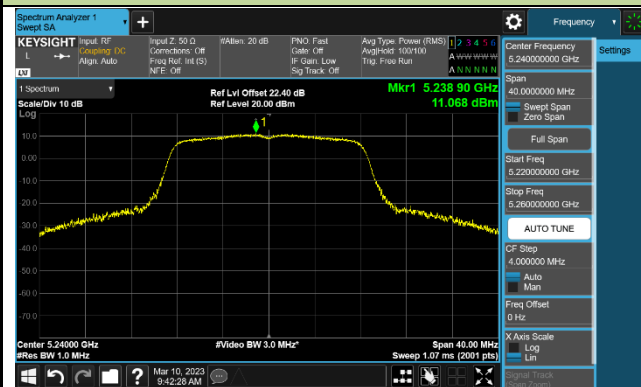 Spectrum Analyzer 1
Swept SA
Frequency
KEYSIGHT
L
LXI
Input: RF
Coupling: DC
Align: Auto
Input Z: 50 Ω
Corrections: Off
Freq Ref: Int (S)
NFE: Off
#Atten: 20 dB
PNO: Fast
Gate: Off
IF Gain: Low
Sig Track: Off
Avg Type: Power (RMS)
Avg|Hold: 100/100
Trig: Free Run
1 2 3 4 5 6
A W W W W W
A N N N N N
1 Spectrum
Scale/Div 10 dB
Log
Ref Lvl Offset 22.40 dB
Ref Level 20.00 dBm
Mkr1 5.238 90 GHz
11.068 dBm
1
10.0
0.00
-10.0
-20.0
-30.0
-40.0
-50.0
-60.0
-70.0
Center 5.24000 GHz
#Res BW 1.0 MHz
#Video BW 3.0 MHz*
Span 40.00 MHz
Sweep 1.07 ms (2001 pts)
Mar 10, 2023
9:42:28 AM
Center Frequency
5.240000000 GHz
Settings
Span
40.0000000 MHz
Swept Span
Zero Span
Full Span
Start Freq
5.220000000 GHz
Stop Freq
5.260000000 GHz
AUTO TUNE
CF Step
4.000000 MHz
Auto
Man
Freq Offset
0 Hz
X Axis Scale
Log
Lin
Signal Track
(Span Zoom)